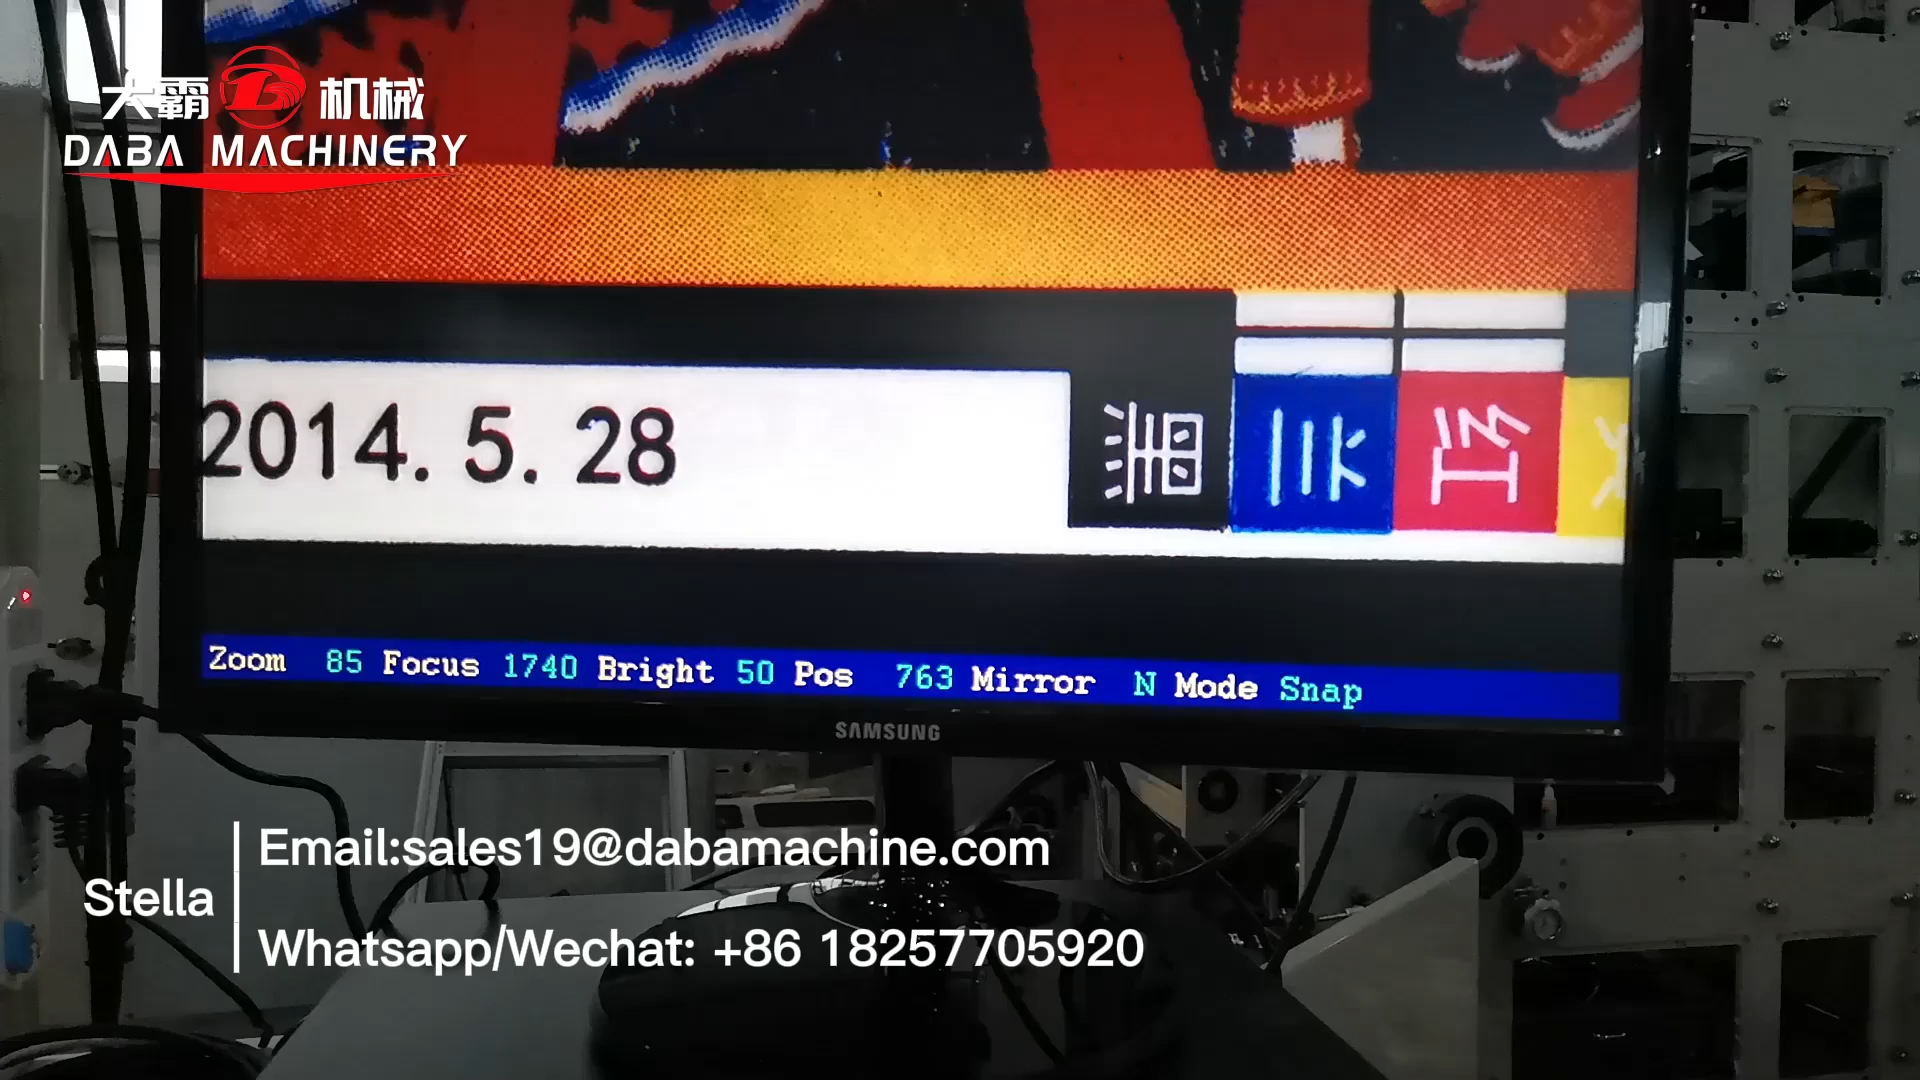 大霸 机械
DABA MACHINERY
2014.5.28
黑 蓝 红
Zoom 85 Focus 1740 Bright 50 Pos 763 Mirror N Mode Snap
SAMSUNG
Stella
Email:sales19@dabamachine.com
Whatsapp/Wechat: +86 18257705920